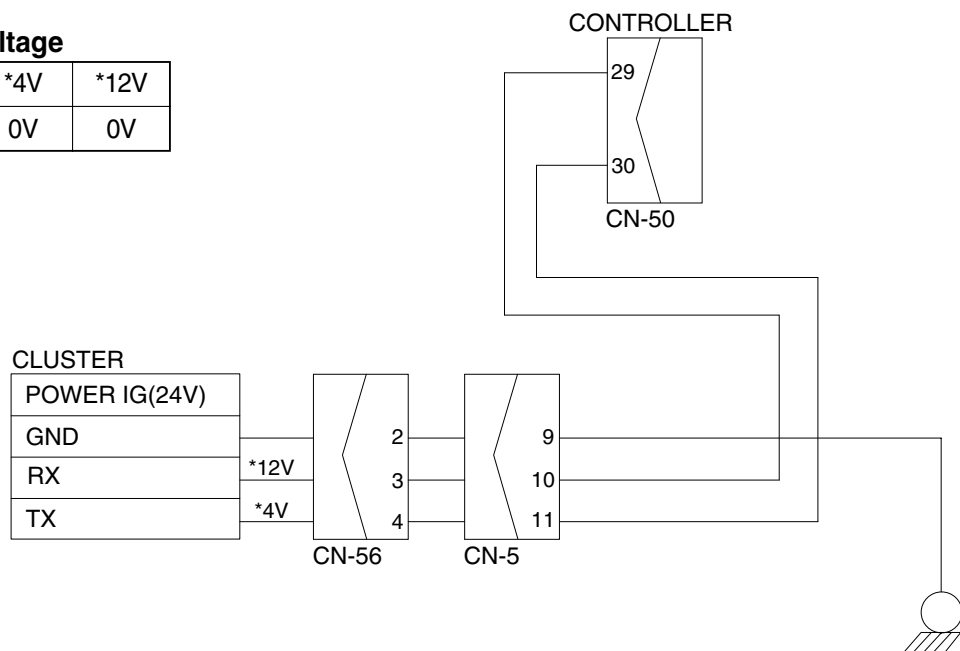 CONTROLLER
*4V *12V
0V 0V
29
30
CN-50
CLUSTER
POWER IG(24V)
GND 2 9
RX *12V 3 10
TX *4V 4 11
CN-56 CN-5